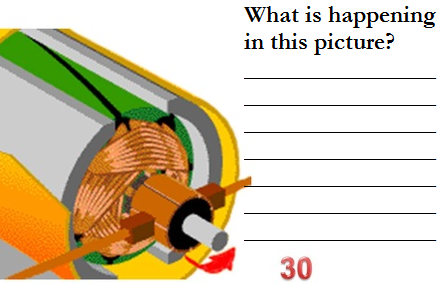 What is happening
in this picture?
30